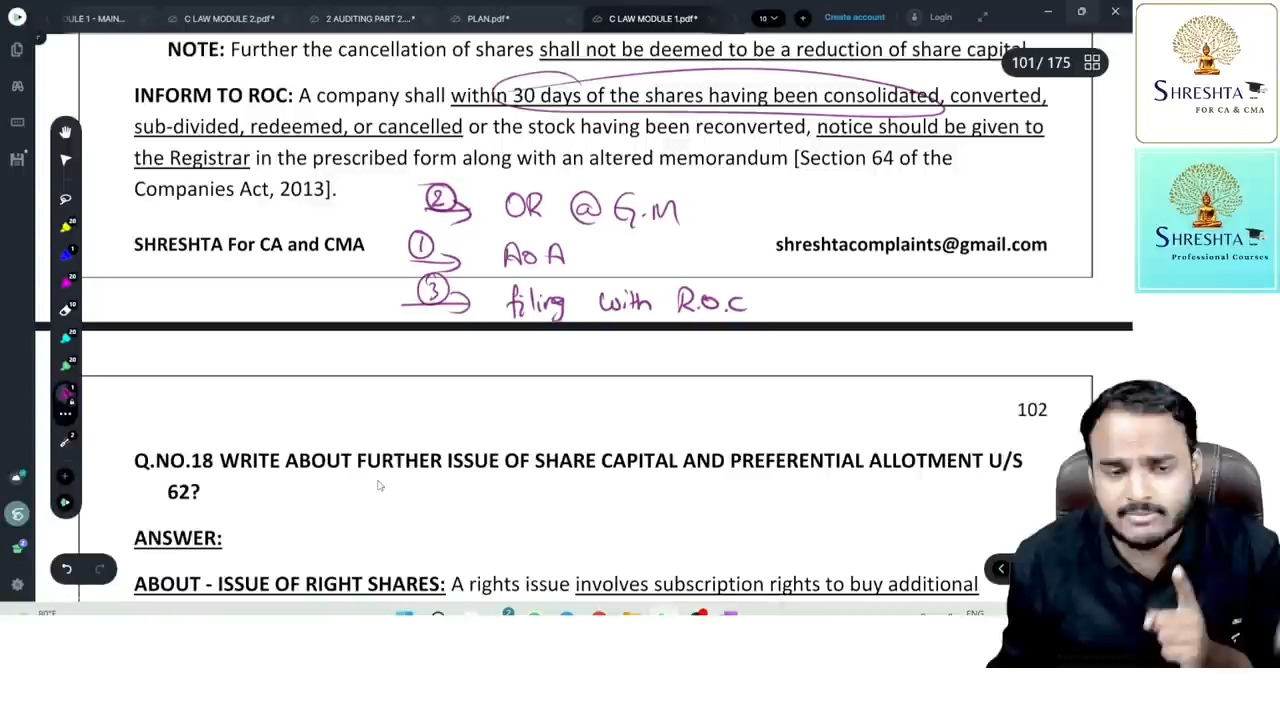 DULE 1 - MAIN...
C LAW MODULE 2.pdf*
2 AUDITING PART 2....*
PLAN.pdf*
C LAW MODULE 1.pdf*
10
Create account
Login
NOTE: Further the cancellation of shares shall not be deemed to be a reduction of share capital.
101 / 175
INFORM TO ROC: A company shall within 30 days of the shares having been consolidated, converted,
sub-divided, redeemed, or cancelled or the stock having been reconverted, notice should be given to
the Registrar in the prescribed form along with an altered memorandum [Section 64 of the
Companies Act, 2013].
② OR @ G.M
SHRESHTA For CA and CMA
shreshtacomplaints@gmail.com
① AOA
③ filing with R.O.C
102
Q.NO.18 WRITE ABOUT FURTHER ISSUE OF SHARE CAPITAL AND PREFERENTIAL ALLOTMENT U/S
62?
ANSWER:
ABOUT - ISSUE OF RIGHT SHARES: A rights issue involves subscription rights to buy additional
80°F
ENG
SHRESHTA
FOR CA & CMA
SHRESHTA
Professional Courses